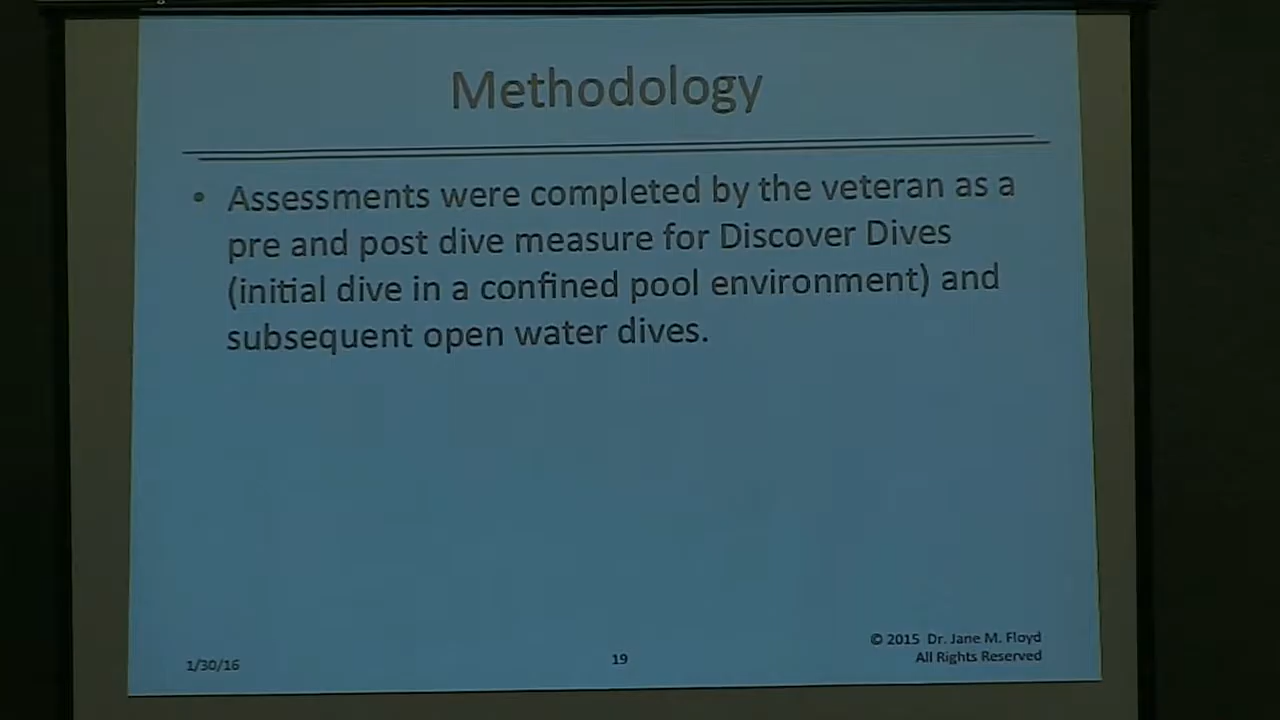 Methodology
• Assessments were completed by the veteran as a
pre and post dive measure for Discover Dives
(initial dive in a confined pool environment) and
subsequent open water dives.
© 2015 Dr. Jane M. Floyd
All Rights Reserved
1/30/16
19